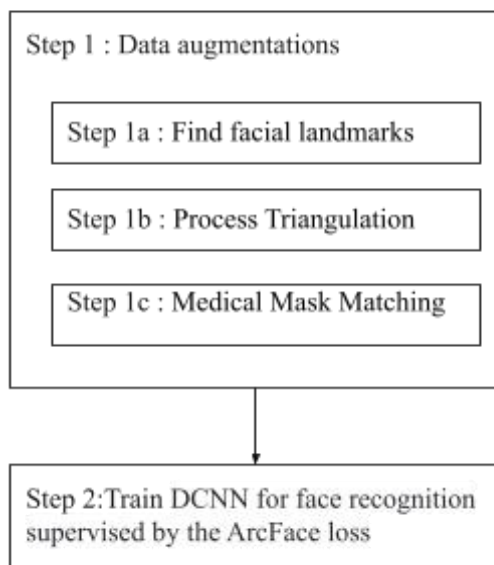 Step 1 : Data augmentations
Step 1a : Find facial landmarks
Step 1b : Process Triangulation
Step 1c : Medical Mask Matching
Step 2:Train DCNN for face recognition
supervised by the ArcFace loss